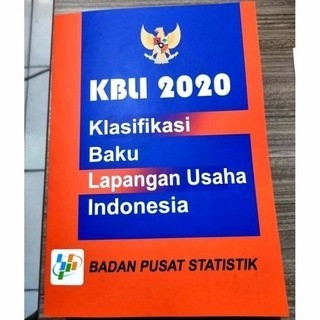 KBLI 2020
Klasifikasi
Baku
Lapangan Usaha
Indonesia
BADAN PUSAT STATISTIK